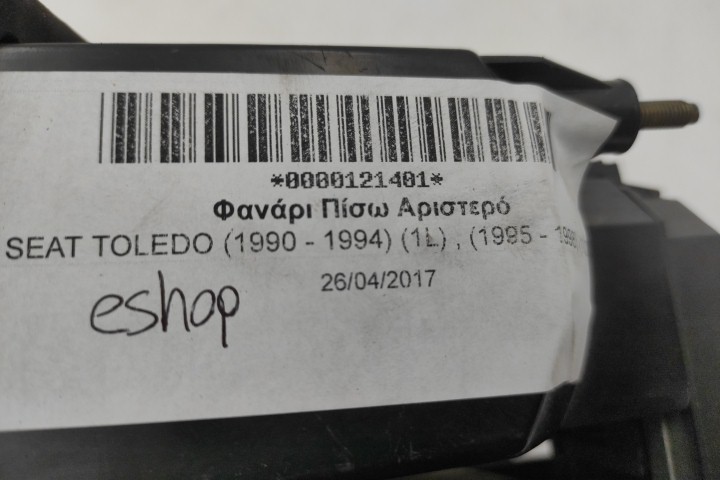 *0000121401*
Φανάρι Πίσω Αριστερό
SEAT TOLEDO (1990 - 1994) (1L) , (1995 -
26/04/2017
eshop